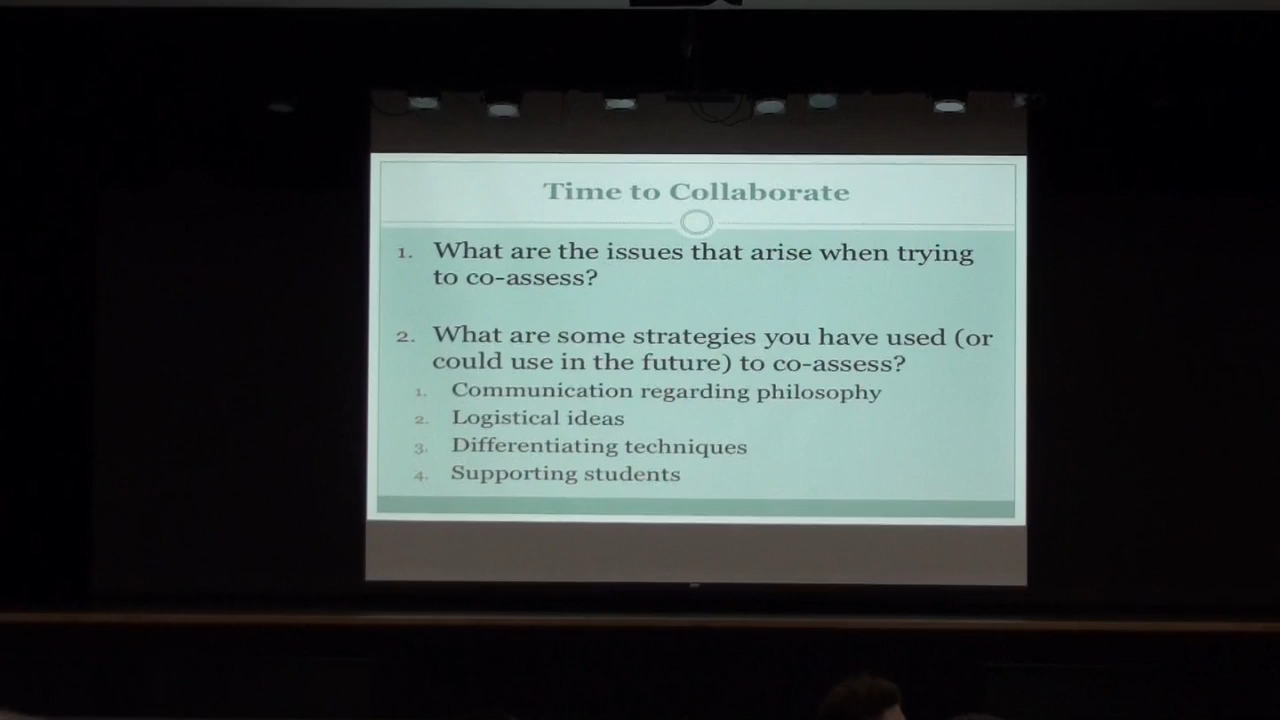 Time to Collaborate
1. What are the issues that arise when trying
to co-assess?
2. What are some strategies you have used (or
could use in the future) to co-assess?
1. Communication regarding philosophy
2. Logistical ideas
3. Differentiating techniques
4. Supporting students